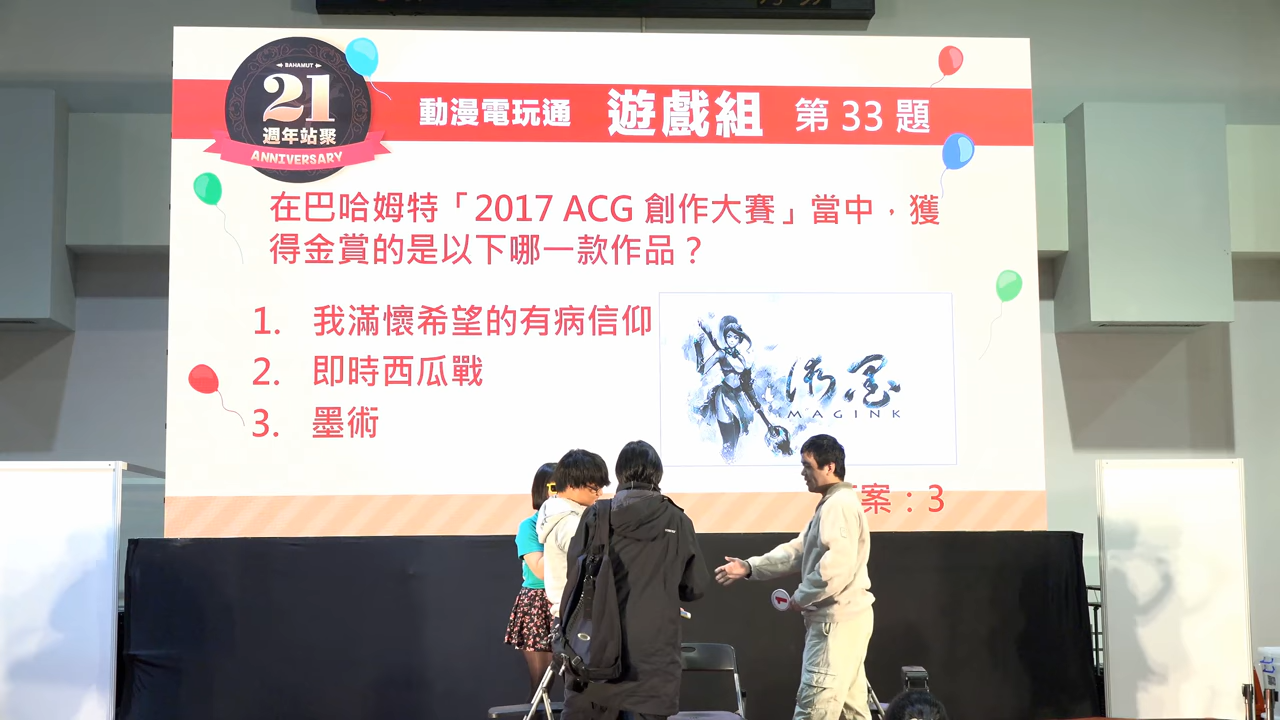 BAHAMUT
21
週年站聚
ANNIVERSARY
動漫電玩通 遊戲組 第 33 題
在巴哈姆特「2017 ACG 創作大賽」當中，獲
得金賞的是以下哪一款作品？
1. 我滿懷希望的有病信仰
2. 即時西瓜戰
3. 墨術
術墨
MAGINK
案：3
1